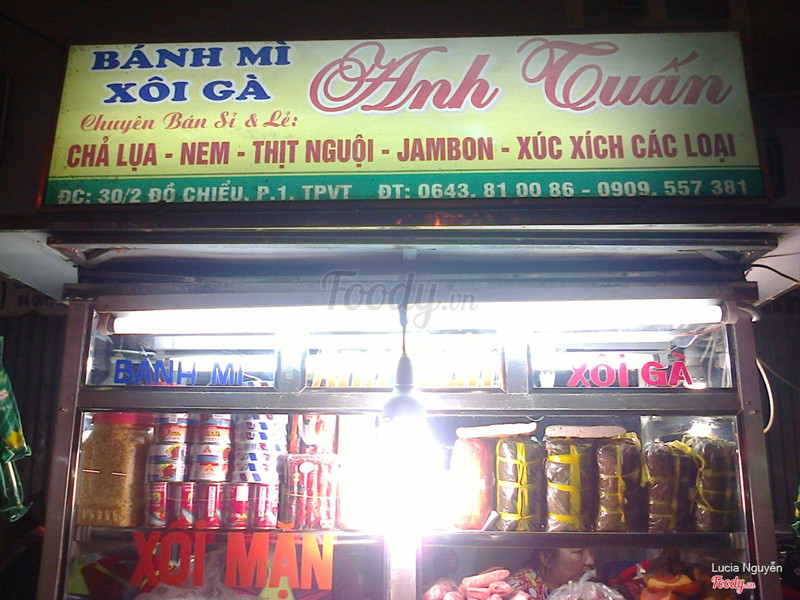 BÁNH MÌ
XÔI GÀ
Anh Tuấn
Chuyên Bán Sỉ & Lẻ:
CHẢ LỤA - NEM - THỊT NGUỘI - JAMBON - XÚC XÍCH CÁC LOẠI
ĐC: 30/2 ĐỒ CHIỂU. P.1. TPVT ĐT: 0643. 81 00 86 - 0909. 557 381
Foody.vn
BÁNH MÌ
XÔI GÀ
XÔI MẶN
Lucia Nguyễn
Foody.vn